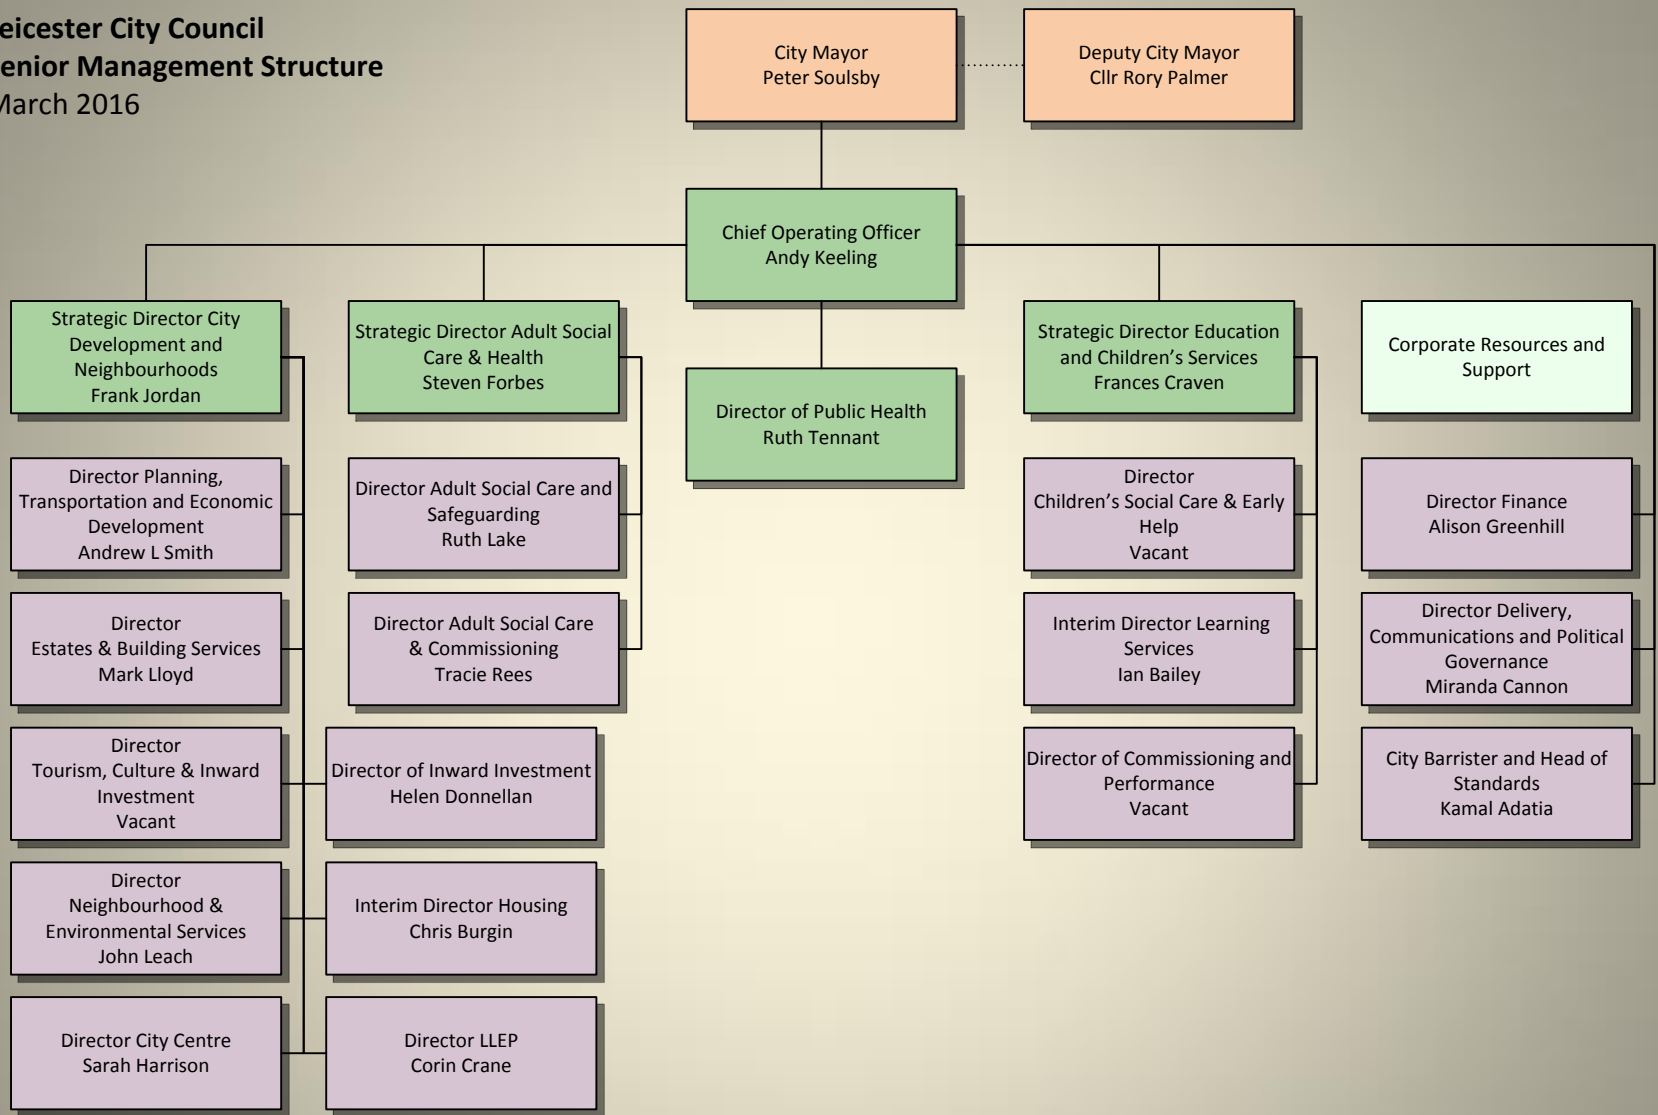 eicester City Council
enior Management Structure
March 2016
City Mayor
Peter Soulsby
Deputy City Mayor
Cllr Rory Palmer
Chief Operating Officer
Andy Keeling
Strategic Director City
Development and
Neighbourhoods
Frank Jordan
Strategic Director Adult Social
Care & Health
Steven Forbes
Director of Public Health
Ruth Tennant
Strategic Director Education
and Children's Services
Frances Craven
Corporate Resources and
Support
Director Planning,
Transportation and Economic
Development
Andrew L Smith
Director Adult Social Care and
Safeguarding
Ruth Lake
Director
Children's Social Care & Early
Help
Vacant
Director Finance
Alison Greenhill
Director
Estates & Building Services
Mark Lloyd
Director Adult Social Care
& Commissioning
Tracie Rees
Interim Director Learning
Services
Ian Bailey
Director Delivery,
Communications and Political
Governance
Miranda Cannon
Director
Tourism, Culture & Inward
Investment
Vacant
Director of Inward Investment
Helen Donnellan
Director of Commissioning and
Performance
Vacant
City Barrister and Head of
Standards
Kamal Adatia
Director
Neighbourhood &
Environmental Services
John Leach
Interim Director Housing
Chris Burgin
Director City Centre
Sarah Harrison
Director LLEP
Corin Crane